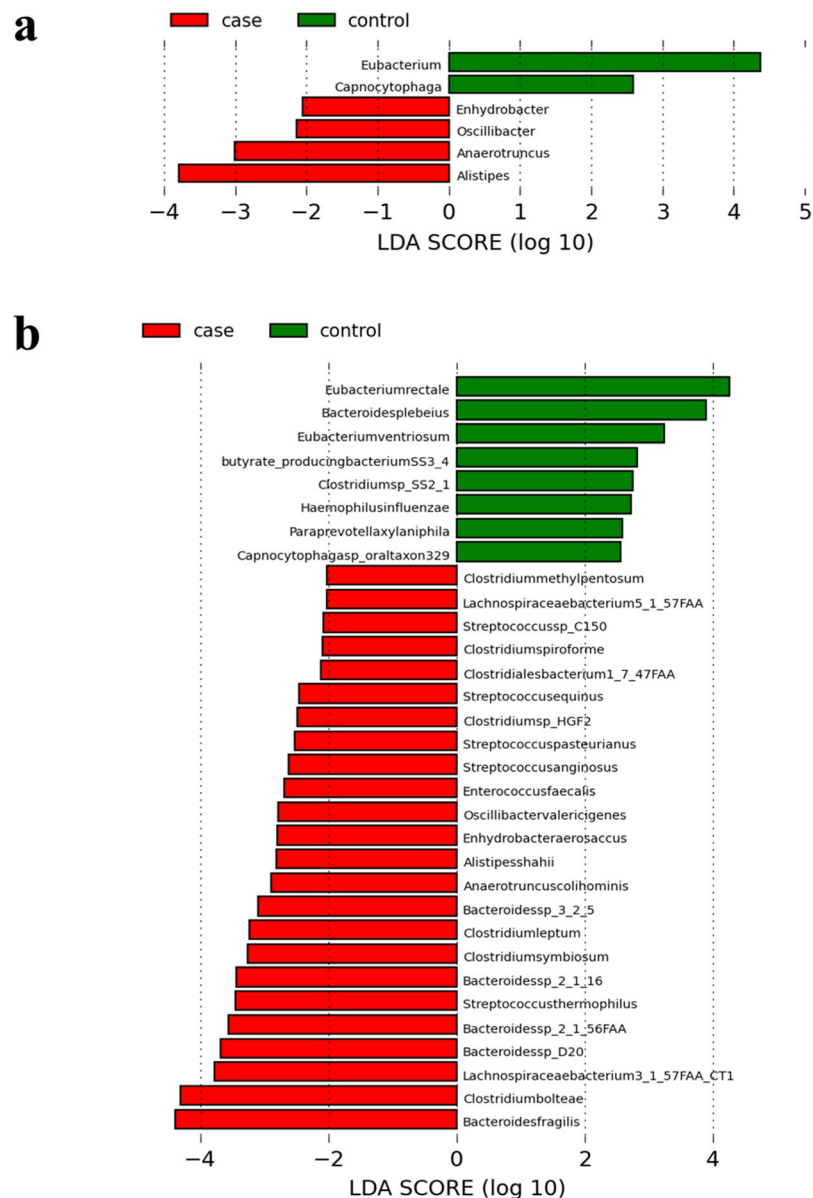 a
case control
Eubacterium
Capnocytophaga
Enhydrobacter
Oscillibacter
Anaerotruncus
Alistipes
−4 −3 −2 −1 0 1 2 3 4 5
LDA SCORE (log 10)
b
case control
Eubacteriumrectale
Bacteroidesplebeius
Eubacteriumventriosum
butyrate_producingbacteriumSS3_4
Clostridiumsp_SS2_1
Haemophilusinfluenzae
Paraprevotellaxylaniphila
Capnocytophagasp_oraltaxon329
Clostridiummethylpentosum
Lachnospiraceaebacterium5_1_57FAA
Streptococcussp_C150
Clostridiumspiroforme
Clostridialesbacterium1_7_47FAA
Streptococcusequinus
Clostridiumsp_HGF2
Streptococcuspasteurianus
Streptococcusanginosus
Enterococcusfaecalis
Oscillibactervalericigenes
Enhydrobacteraerosaccus
Alistipesshahii
Anaerotruncuscolihominis
Bacteroidessp_3_2_5
Clostridiumleptum
Clostridiumsymbiosum
Bacteroidessp_2_1_16
Streptococcusthermophilus
Bacteroidessp_2_1_56FAA
Bacteroidessp_D20
Lachnospiraceaebacterium3_1_57FAA_CT1
Clostridiumbolteae
Bacteroidesfragilis
−4 −2 0 2 4
LDA SCORE (log 10)